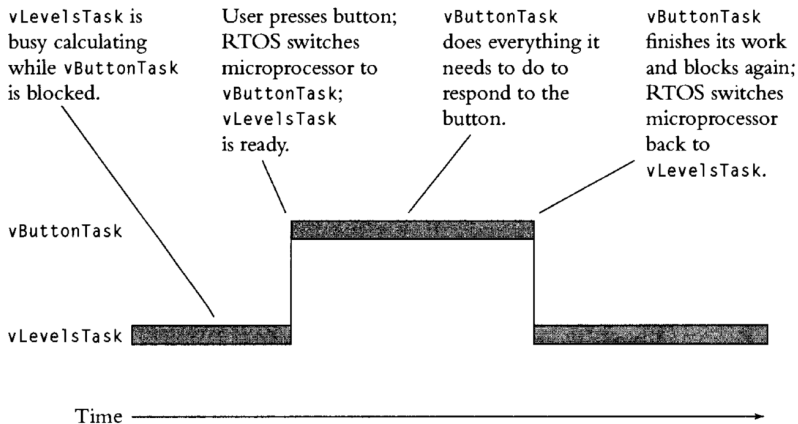 vLevelsTask is
busy calculating
while vButtonTask
is blocked.
User presses button;
RTOS switches
microprocessor to
vButtonTask;
vLevelsTask
is ready.
vButtonTask
does everything it
needs to do to
respond to the
button.
vButtonTask
finishes its work
and blocks again;
RTOS switches
microprocessor
back to
vLevelsTask.
vButtonTask
vLevelsTask
Time